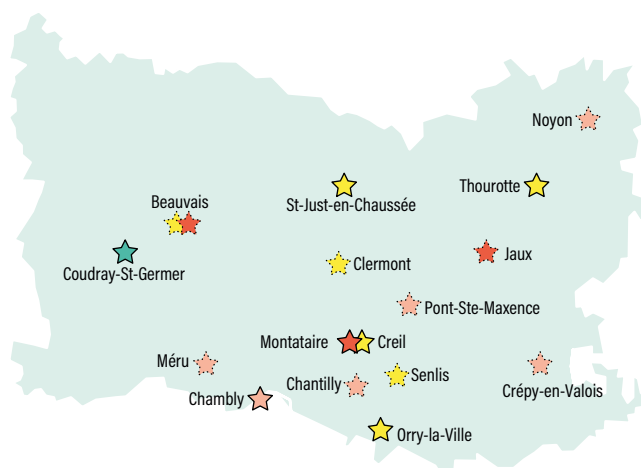 Noyon
Thourotte
St-Just-en-Chaussée
Beauvais
Coudray-St-Germer
Clermont
Jaux
Pont-Ste-Maxence
Montataire
Creil
Méru
Chantilly
Senlis
Crépy-en-Valois
Chambly
Orry-la-Ville